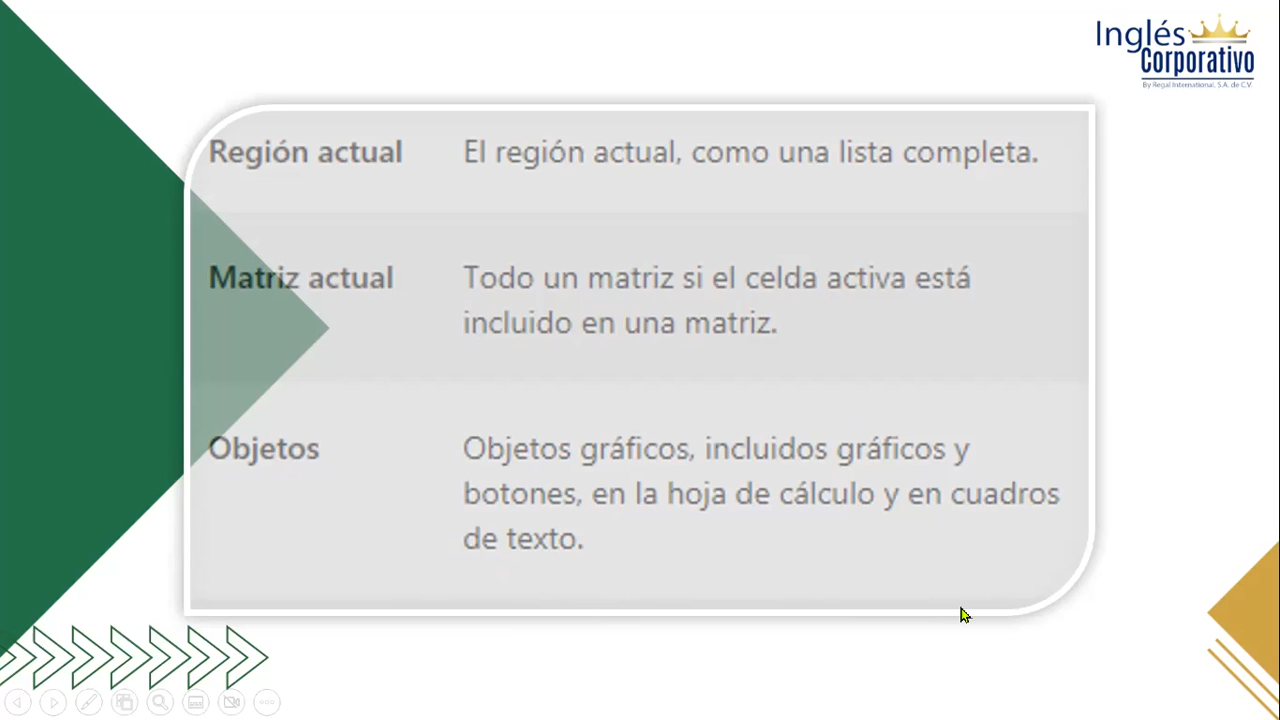 Inglés
Corporativo
By Regal International, S.A. de C.V.
Región actual El región actual, como una lista completa.
Matriz actual Todo un matriz si el celda activa está
incluido en una matriz.
Objetos Objetos gráficos, incluidos gráficos y
botones, en la hoja de cálculo y en cuadros
de texto.